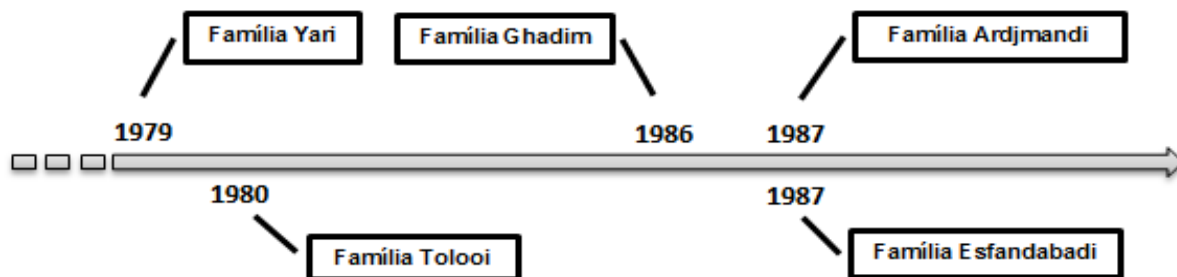 Família Yari
Família Ghadim
Família Ardjmandi
1979
1986
1987
1980
1987
Família Tolooi
Família Esfandabadi